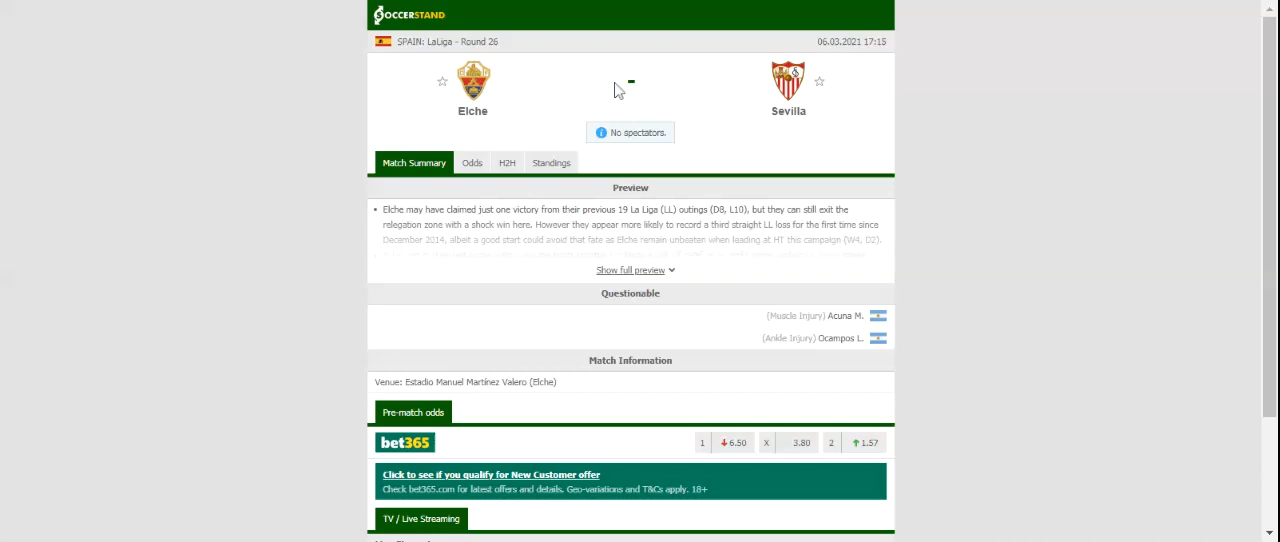 SOCCERSTAND
SPAIN: LaLiga - Round 26 06.03.2021 17:15
-
Elche Sevilla
No spectators.
Match Summary Odds H2H Standings
Preview
• Elche may have claimed just one victory from their previous 19 La Liga (LL) outings (D8, L10), but they can still exit the
relegation zone with a shock win here. However they appear more likely to record a third straight LL loss for the first time since
December 2014, albeit a good start could avoid that fate as Elche remain unbeaten when leading at HT this campaign (W4, D2).
Show full preview
Questionable
(Muscle Injury) Acuna M.
(Ankle Injury) Ocampos L.
Match Information
Venue: Estadio Manuel Martínez Valero (Elche)
Pre-match odds
bet365 1 6.50 X 3.80 2 1.57
Click to see if you qualify for New Customer offer
Check bet365.com for latest offers and details. Geo-variations and T&Cs apply. 18+
TV / Live Streaming